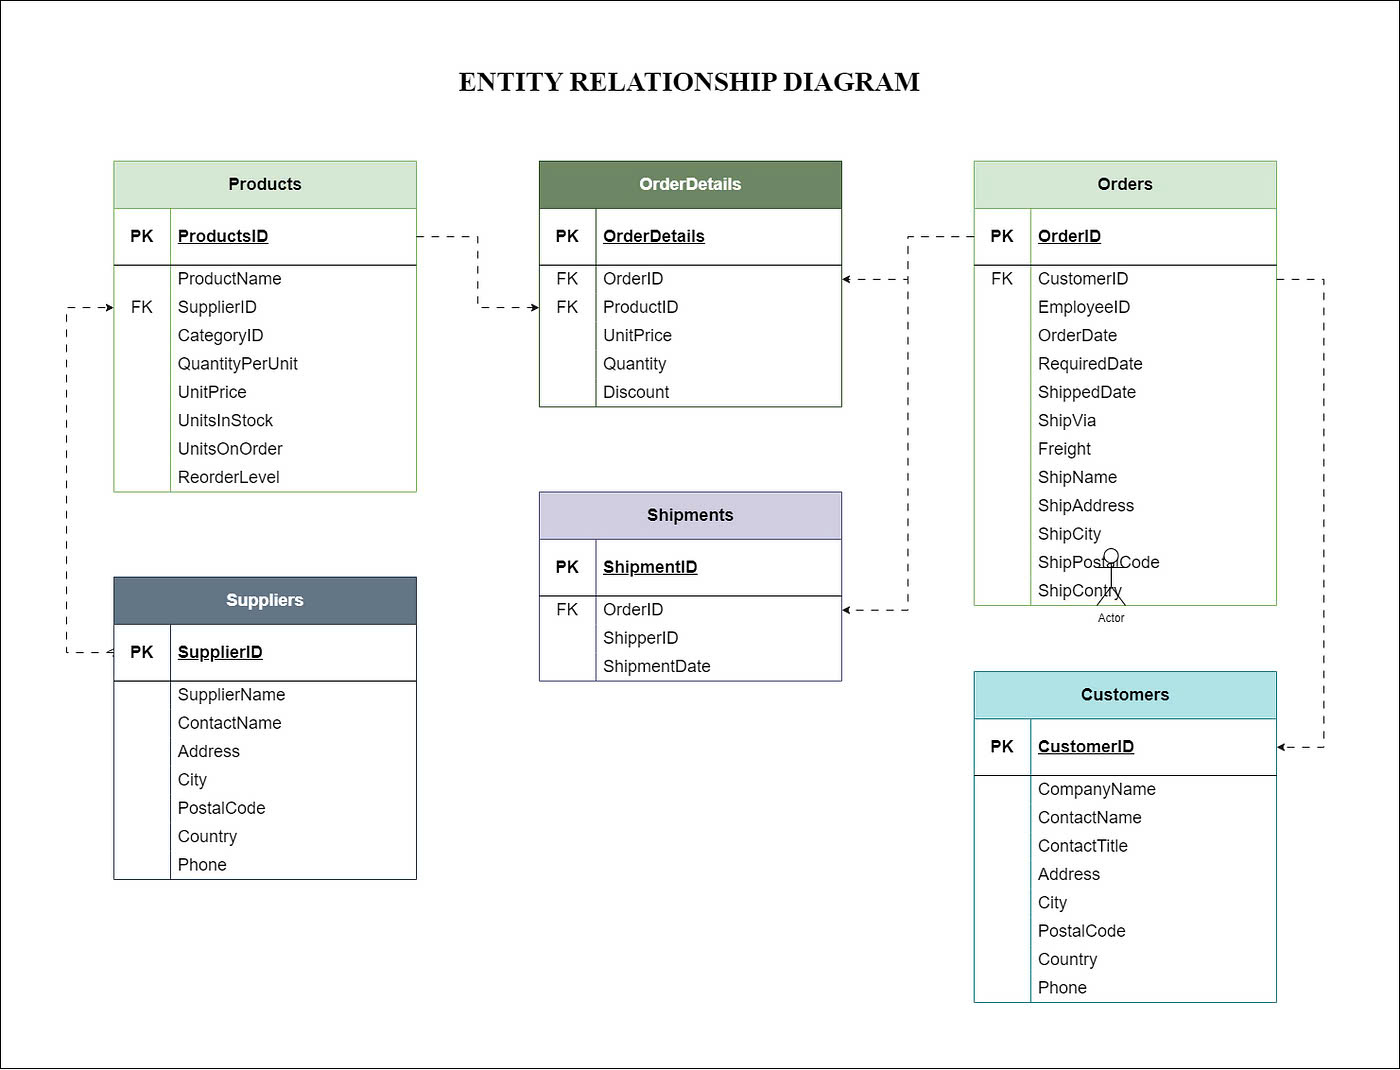 ENTITY RELATIONSHIP DIAGRAM
Products
PK ProductsID
ProductName
FK SupplierID
CategoryID
QuantityPerUnit
UnitPrice
UnitsInStock
UnitsOnOrder
ReorderLevel
OrderDetails
PK OrderDetails
FK OrderID
FK ProductID
UnitPrice
Quantity
Discount
Orders
PK OrderID
FK CustomerID
EmployeeID
OrderDate
RequiredDate
ShippedDate
ShipVia
Freight
ShipName
ShipAddress
ShipCity
ShipPostalCode
ShipContry
Actor
Shipments
PK ShipmentID
FK OrderID
ShipperID
ShipmentDate
Suppliers
PK SupplierID
SupplierName
ContactName
Address
City
PostalCode
Country
Phone
Customers
PK CustomerID
CompanyName
ContactName
ContactTitle
Address
City
PostalCode
Country
Phone